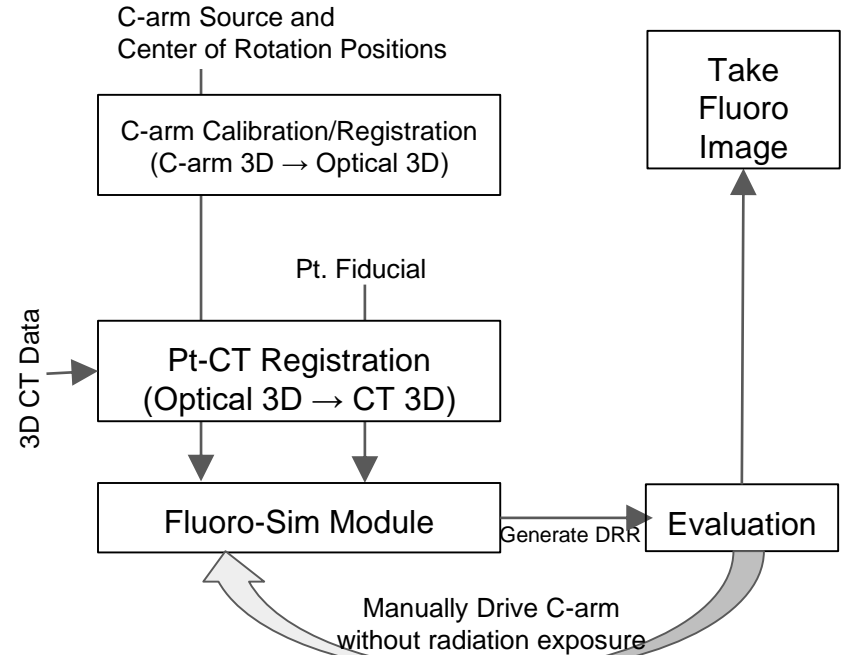 C-arm Source and
Center of Rotation Positions
Take
Fluoro
Image
C-arm Calibration/Registration
(C-arm 3D → Optical 3D)
Pt. Fiducial
3D CT Data
Pt-CT Registration
(Optical 3D → CT 3D)
Fluoro-Sim Module
Generate DRR
Evaluation
Manually Drive C-arm
without radiation exposure